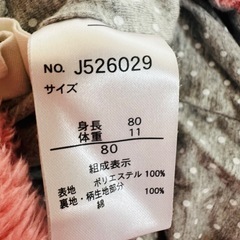 NO. J526029
サイズ
身長 80
体重 11
80
組成表示
表地 ポリエステル 100%
裏地・柄生地部分
綿 100%